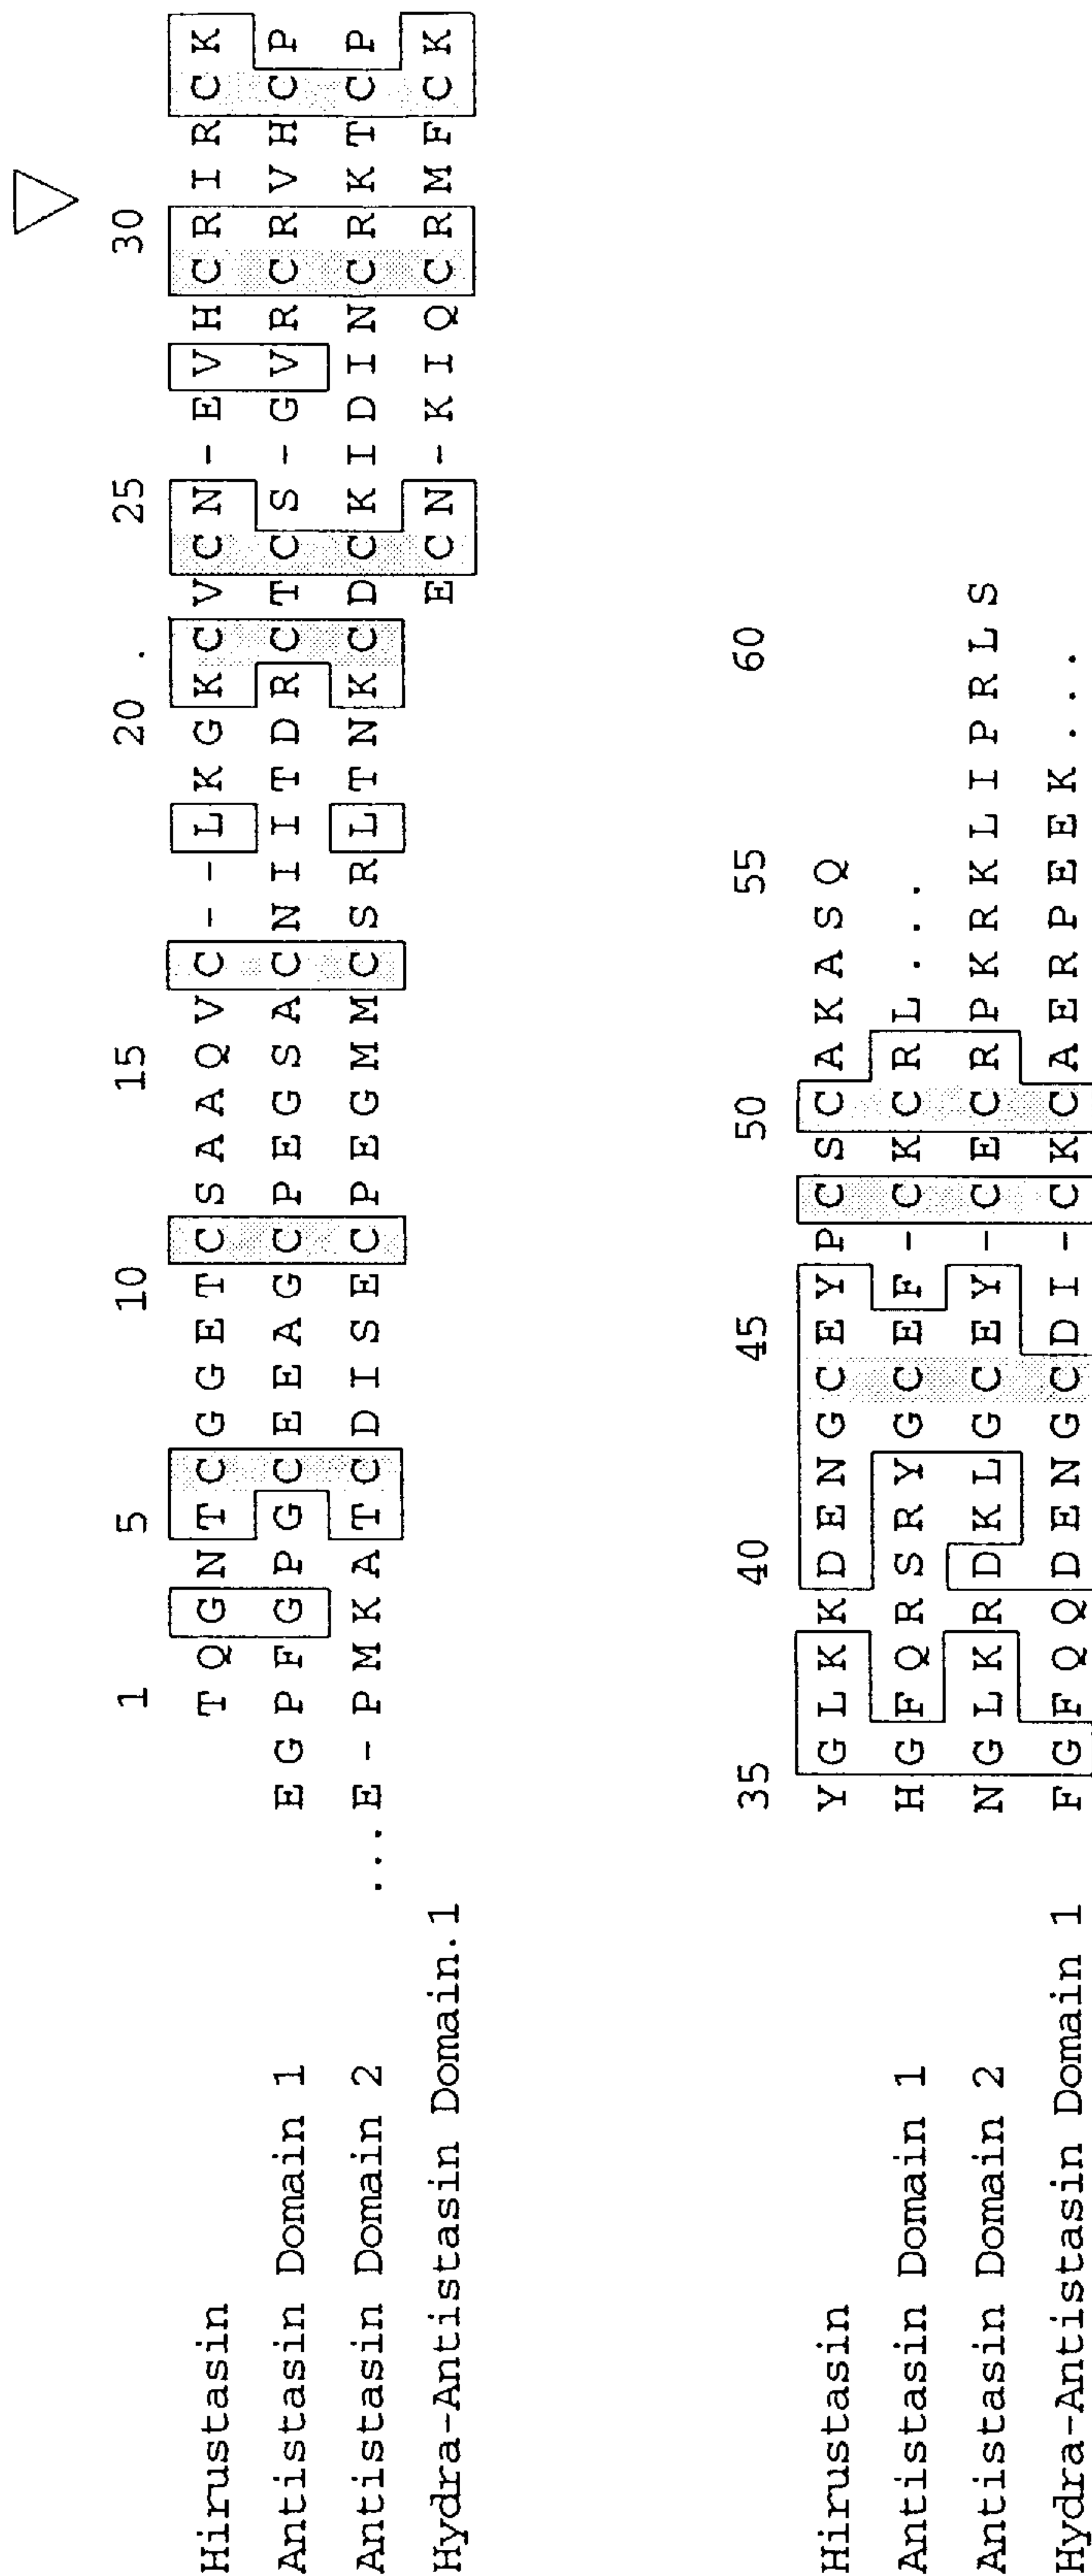 1 5 10 15 20 . 25 30
Hirustasin T Q G N T C G G E T C S A A Q V C - - L K G K C V C N - E V H C R I R C K
Antistasin Domain 1 E G P F G P G C E E A G C P E G S A C N I I T D R C T C S - G V R C R V H C P
Antistasin Domain 2 ...E - P M K A T C D I S E C P E G M M C S R L T N K C D C K I D I N C R K T C P
Hydra-Antistasin Domain.1 E C N - K I Q C R M F C K
35 40 45 50 55 60
Hirustasin Y G L K K D E N G C E Y P C S C A K A S Q
Antistasin Domain 1 H G F Q R S R Y G C E F - C K C R L ...
Antistasin Domain 2 N G L K R D K L G C E Y - C E C R P K R K L I P R L S
Hydra-Antistasin Domain 1 F G F Q Q D E N G C D I - C K C A E R P E E K ...